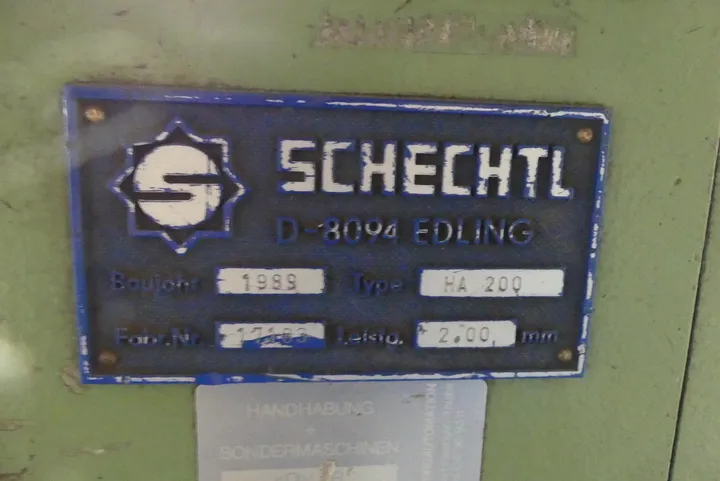 SCHECHTL
D-8094 EDLING
Baujahr 1989 Type HA 200
Fabr.Nr. Leistg. 2.00 mm
HANDHABUNG
+
SONDERMASCHINEN